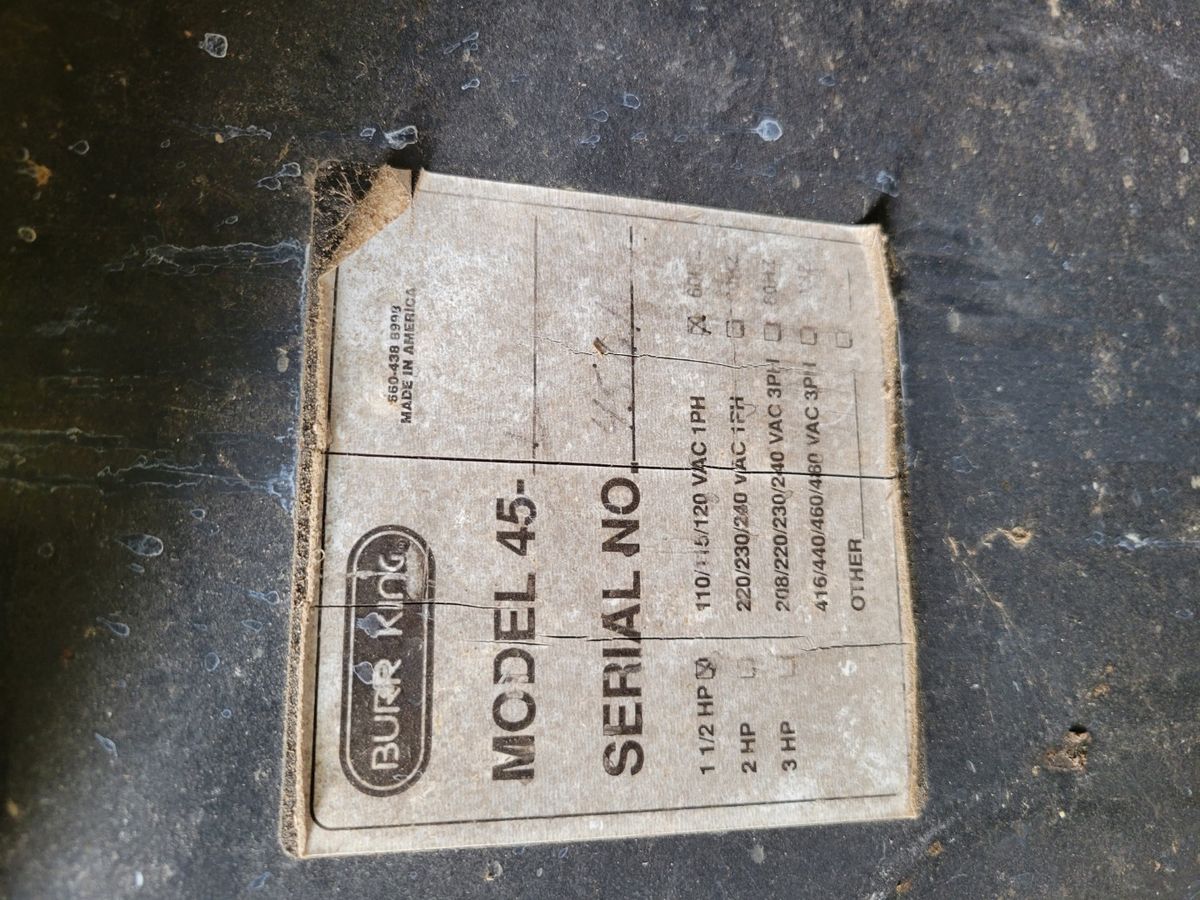 BURR KING®
660-438 8998
MADE IN AMERICA
MODEL 45-
SERIAL NO.
1 1/2 HP ☒ 110/115/120 VAC 1PH ☒
2 HP ☐ 220/230/240 VAC 1PH ☐
3 HP ☐ 208/220/230/240 VAC 3PH ☐ 60HZ
416/440/460/480 VAC 3PH ☐
OTHER ☐